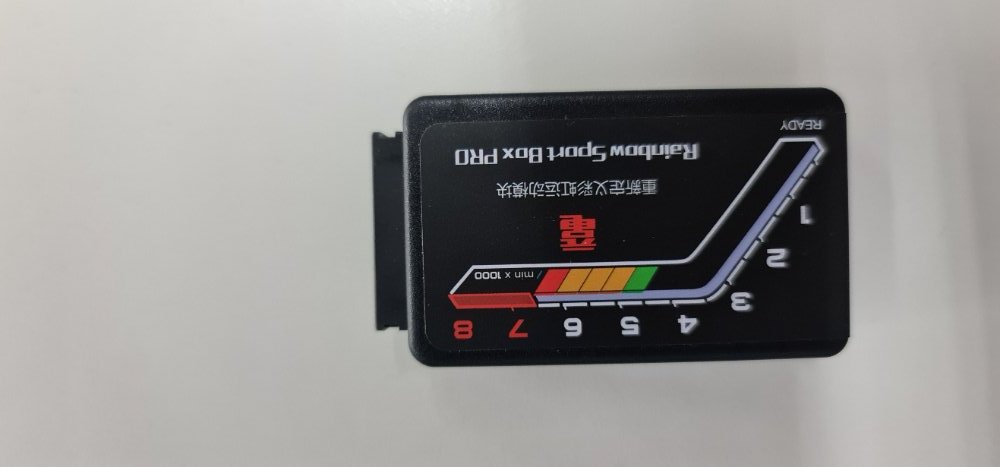 4 5 6 7 8
3
/min x 1000
2
1
重新定义彩虹运动模块
Rainbow Sport Box PRO
READY